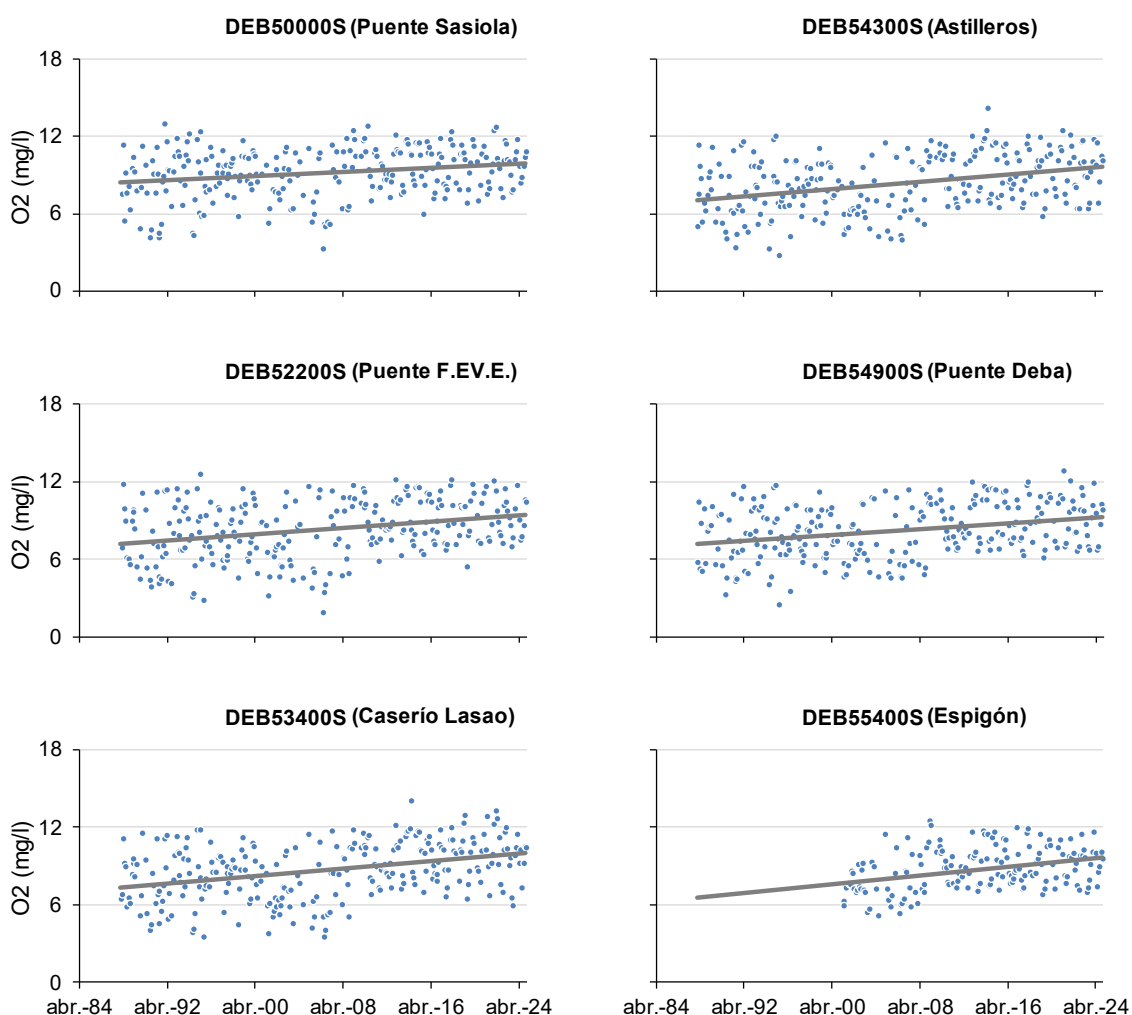 DEB50000S (Puente Sasiola)
DEB54300S (Astilleros)
18
12
6
0
O2 (mg/l)
DEB52200S (Puente F.EV.E.)
DEB54900S (Puente Deba)
18
12
6
0
O2 (mg/l)
DEB53400S (Caserío Lasao)
DEB55400S (Espigón)
18
12
6
0
O2 (mg/l)
abr.-84 abr.-92 abr.-00 abr.-08 abr.-16 abr.-24
abr.-84 abr.-92 abr.-00 abr.-08 abr.-16 abr.-24